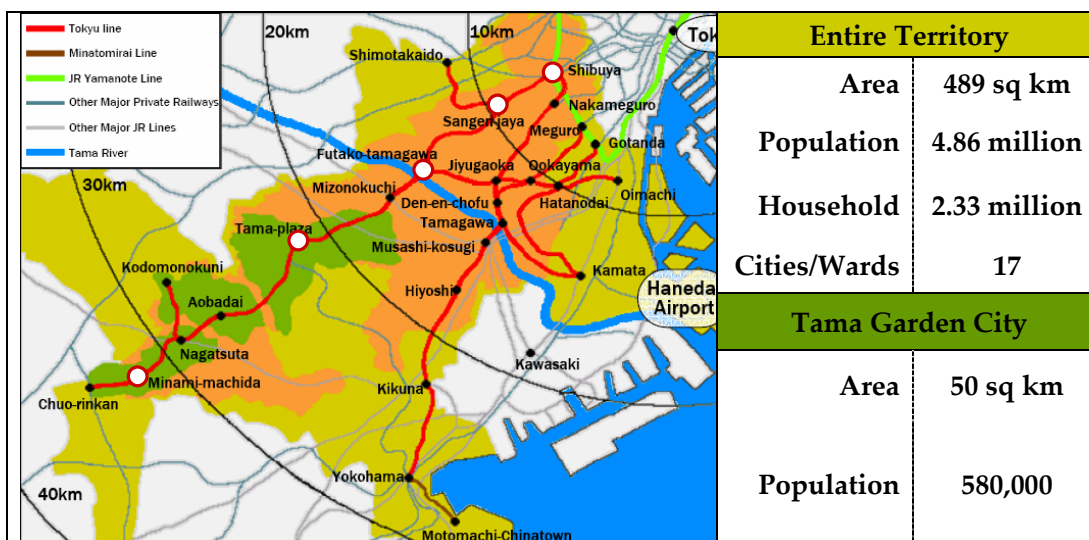 Tokyu line
Minatomirai Line
JR Yamanote Line
Other Major Private Railways
Other Major JR Lines
Tama River
20km
10km
30km
40km
Shimotakaido
Shibuya
Sangen-jaya
Nakameguro
Meguro
Gotanda
Futako-tamagawa
Jiyugaoka
Ookayama
Mizonokuchi
Oimachi
Den-en-chofu
Hatanodai
Tama-plaza
Tamagawa
Musashi-kosugi
Kodomonokuni
Kamata
Hiyoshi
Haneda
Airport
Aobadai
Nagatsuta
Kawasaki
Minami-machida
Kikuna
Chuo-rinkan
Yokohama
Motomachi-Chinatown
Entire Territory
Area 489 sq km
Population 4.86 million
Household 2.33 million
Cities/Wards 17
Tama Garden City
Area 50 sq km
Population 580,000